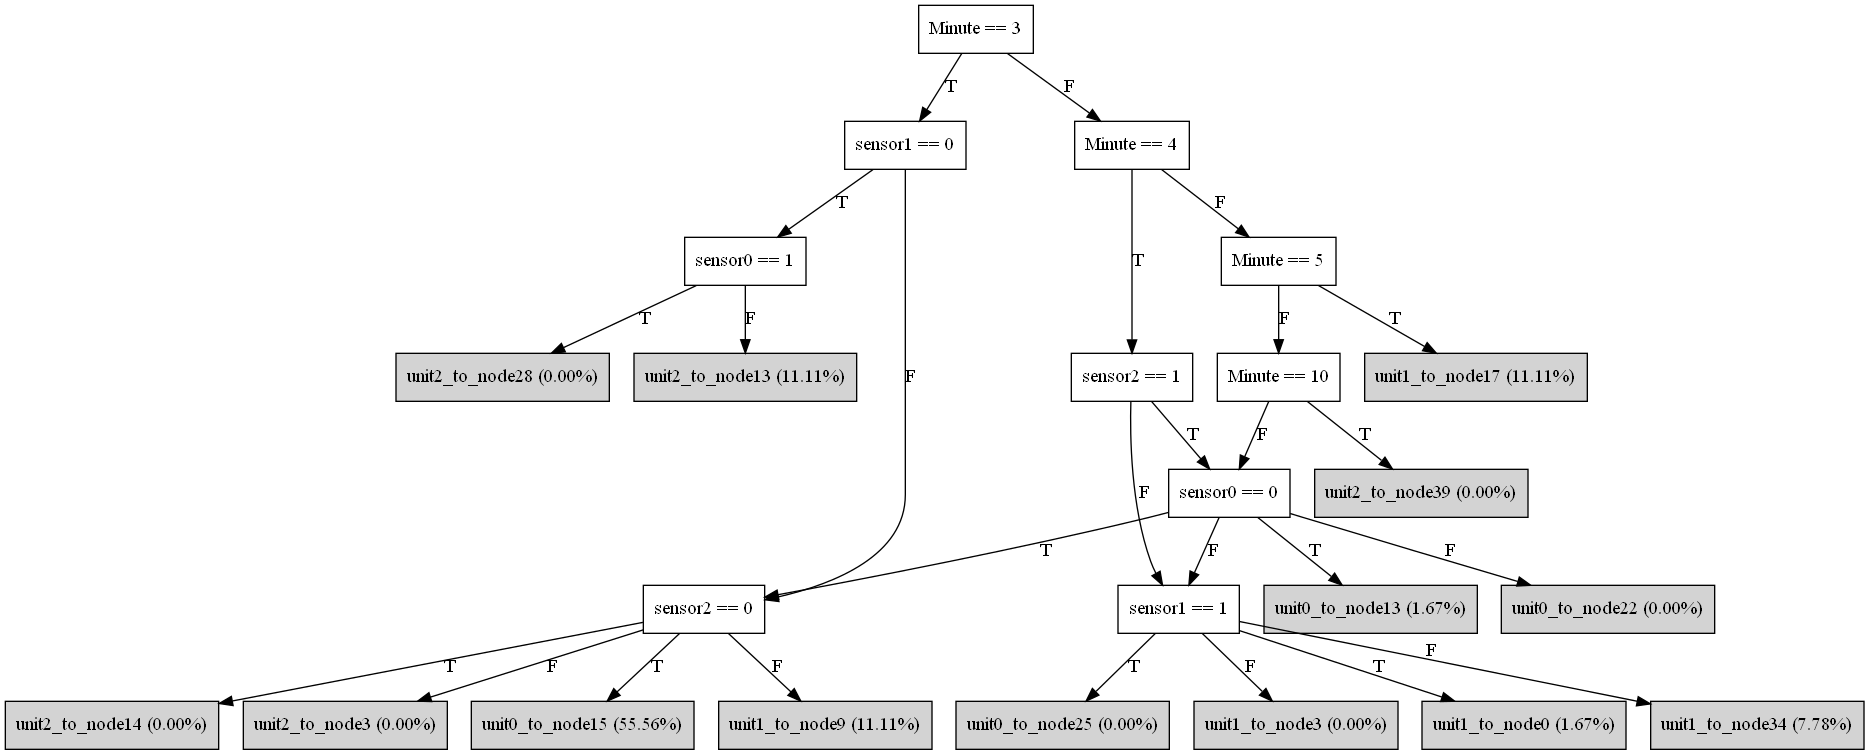 Minute == 3
T
F
sensor1 == 0
Minute == 4
T
F
sensor0 == 1
T
Minute == 5
T
F
F
F
T
unit2_to_node28 (0.00%)
unit2_to_node13 (11.11%)
F
sensor2 == 1
Minute == 10
unit1_to_node17 (11.11%)
T
F
T
F
sensor0 == 0
unit2_to_node39 (0.00%)
T
F
T
F
sensor2 == 0
sensor1 == 1
unit0_to_node13 (1.67%)
unit0_to_node22 (0.00%)
T
F
T
F
T
F
T
F
unit2_to_node14 (0.00%)
unit2_to_node3 (0.00%)
unit0_to_node15 (55.56%)
unit1_to_node9 (11.11%)
unit0_to_node25 (0.00%)
unit1_to_node3 (0.00%)
unit1_to_node0 (1.67%)
unit1_to_node34 (7.78%)